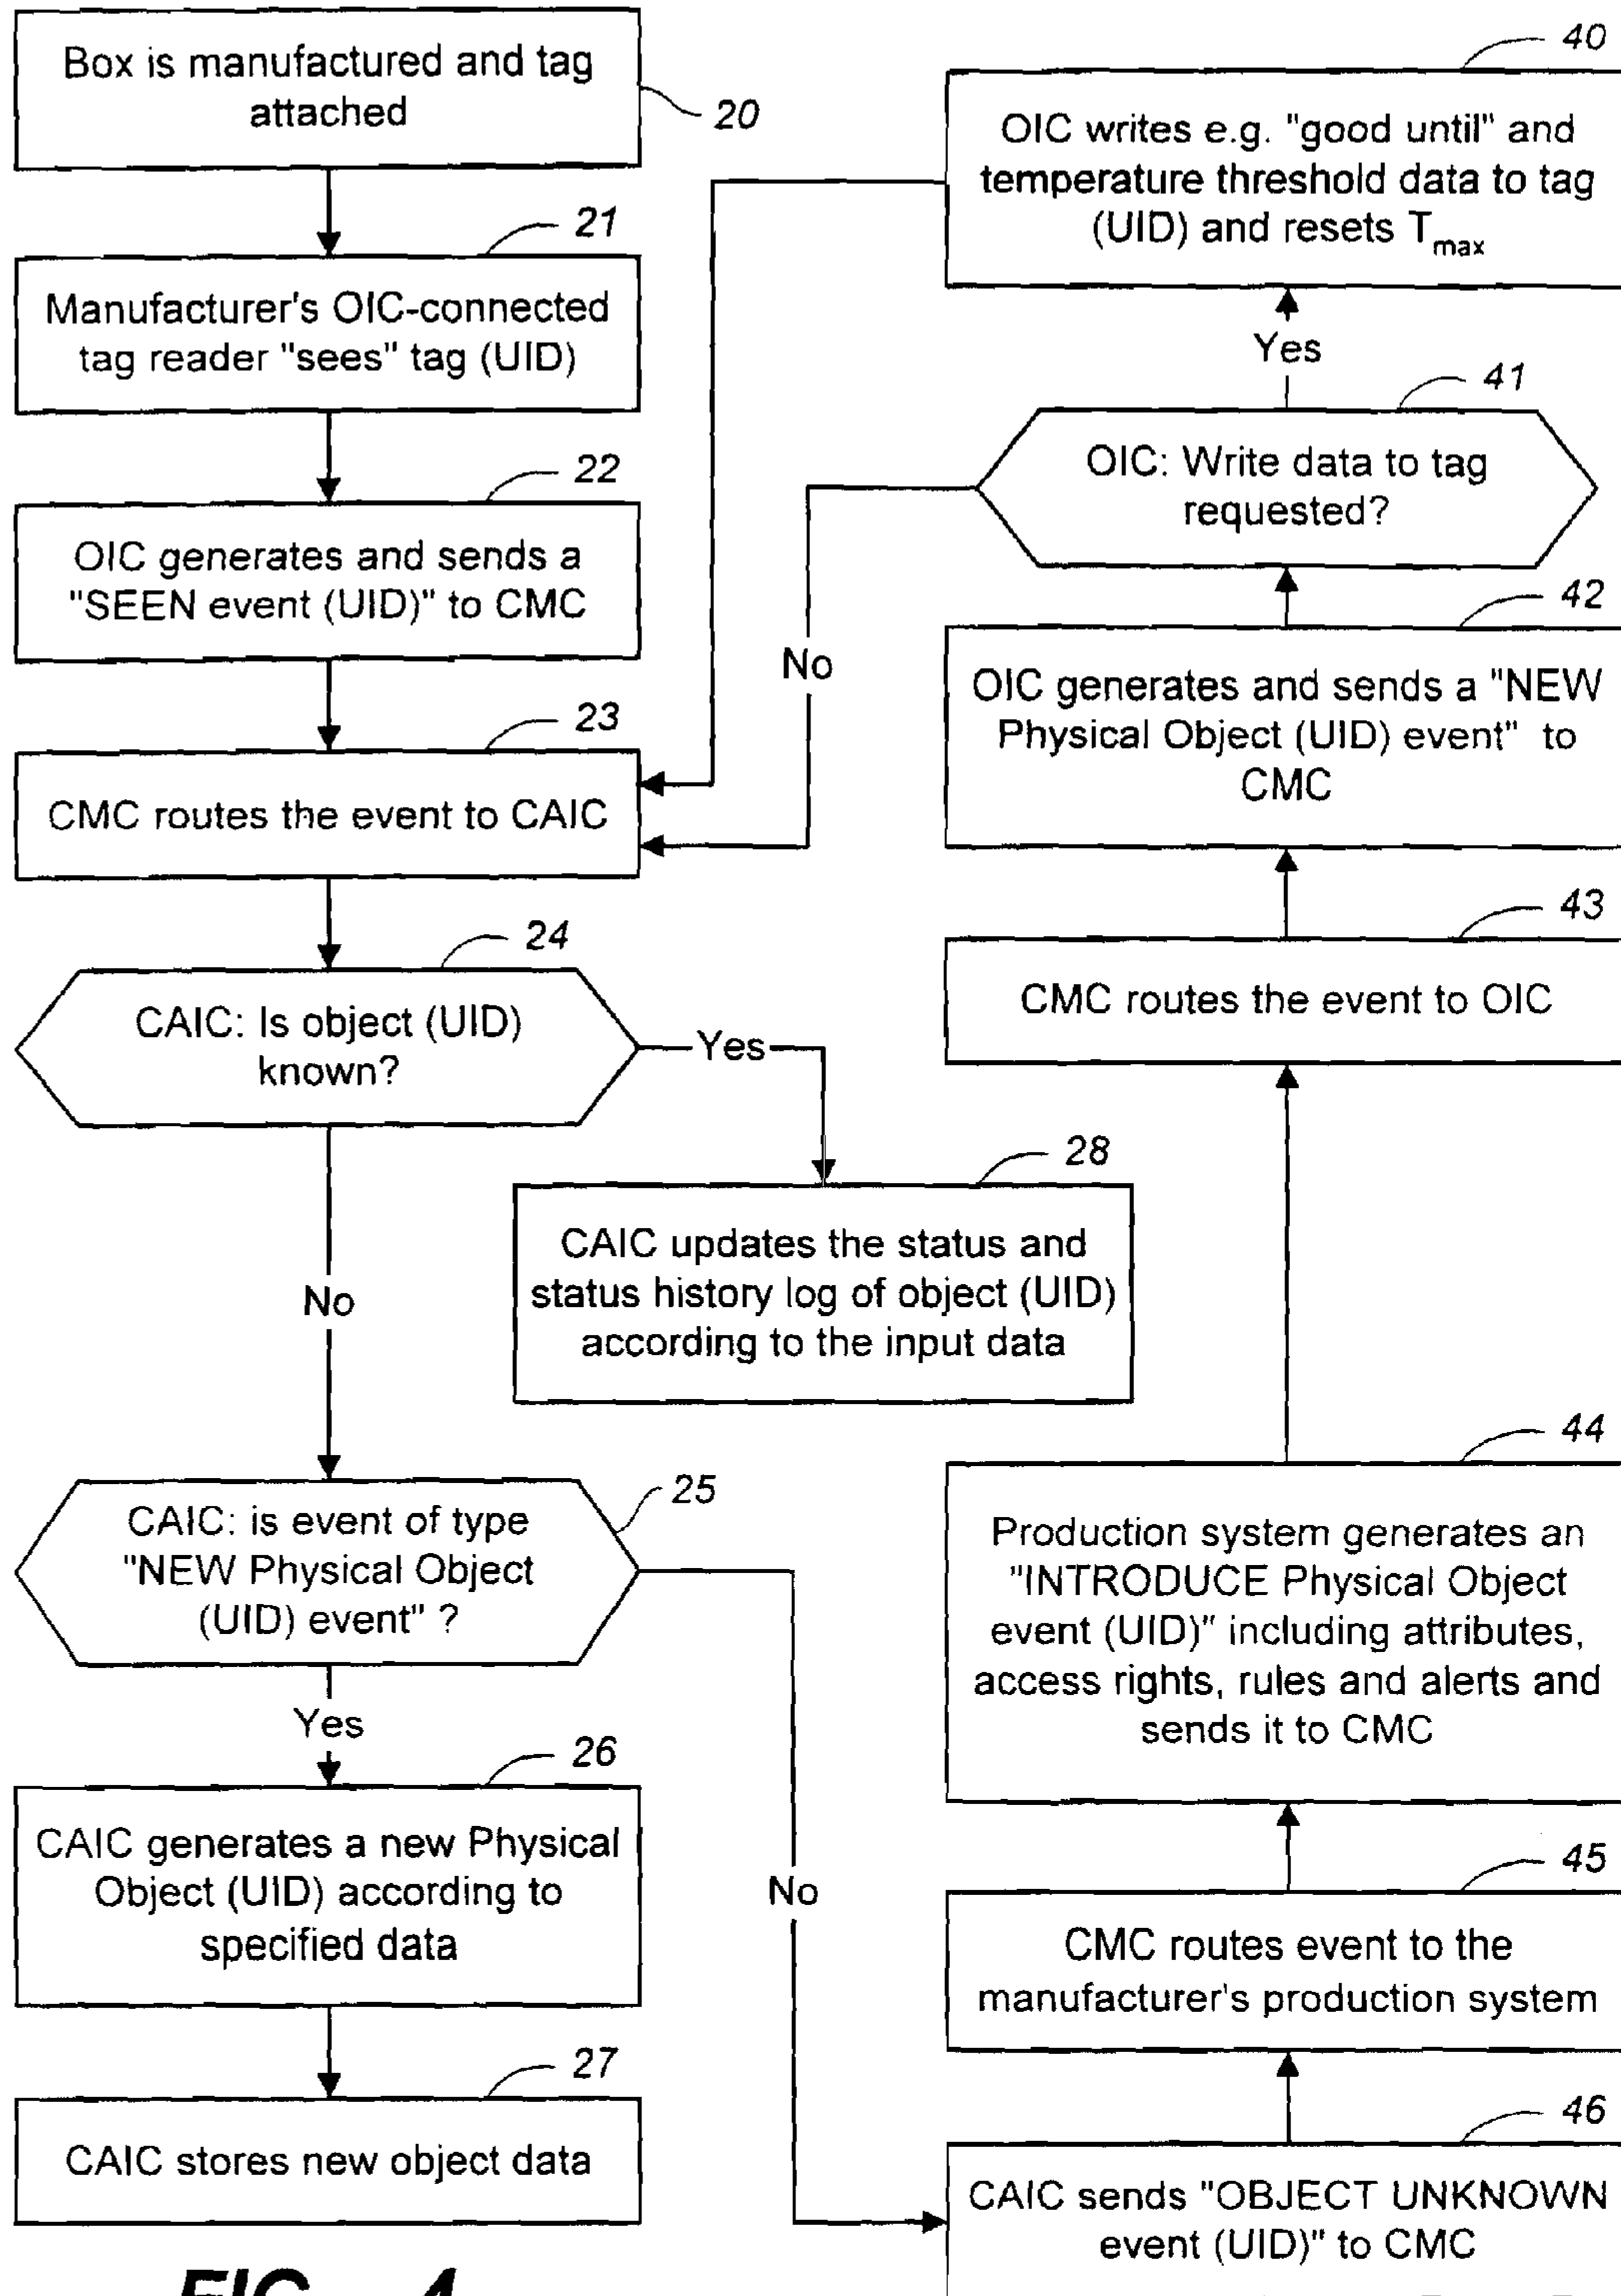 Box is manufactured and tag
attached
20
21
Manufacturer's OIC-connected
tag reader "sees" tag (UID)
22
OIC generates and sends a
"SEEN event (UID)" to CMC
23
CMC routes the event to CAIC
24
CAIC: Is object (UID)
known?
Yes
No
28
CAIC updates the status and
status history log of object (UID)
according to the input data
25
CAIC: is event of type
"NEW Physical Object
(UID) event" ?
Yes
No
26
CAIC generates a new Physical
Object (UID) according to
specified data
27
CAIC stores new object data
40
OIC writes e.g. "good until" and
temperature threshold data to tag
(UID) and resets Tmax
Yes
41
OIC: Write data to tag
requested?
No
42
OIC generates and sends a "NEW
Physical Object (UID) event" to
CMC
43
CMC routes the event to OIC
44
Production system generates an
"INTRODUCE Physical Object
event (UID)" including attributes,
access rights, rules and alerts and
sends it to CMC
45
CMC routes event to the
manufacturer's production system
46
CAIC sends "OBJECT UNKNOWN
event (UID)" to CMC
FIG. 4